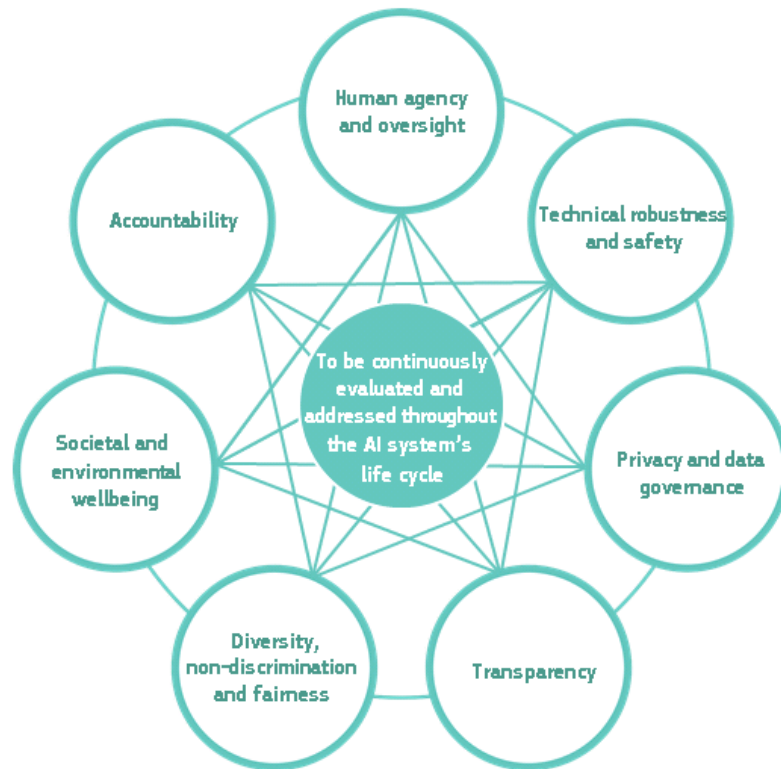 Human agency
and oversight
Technical robustness
and safety
Privacy and data
governance
Transparency
Diversity,
non-discrimination
and fairness
Societal and
environmental
wellbeing
Accountability
To be continuously
evaluated and
addressed throughout
the AI system's
life cycle